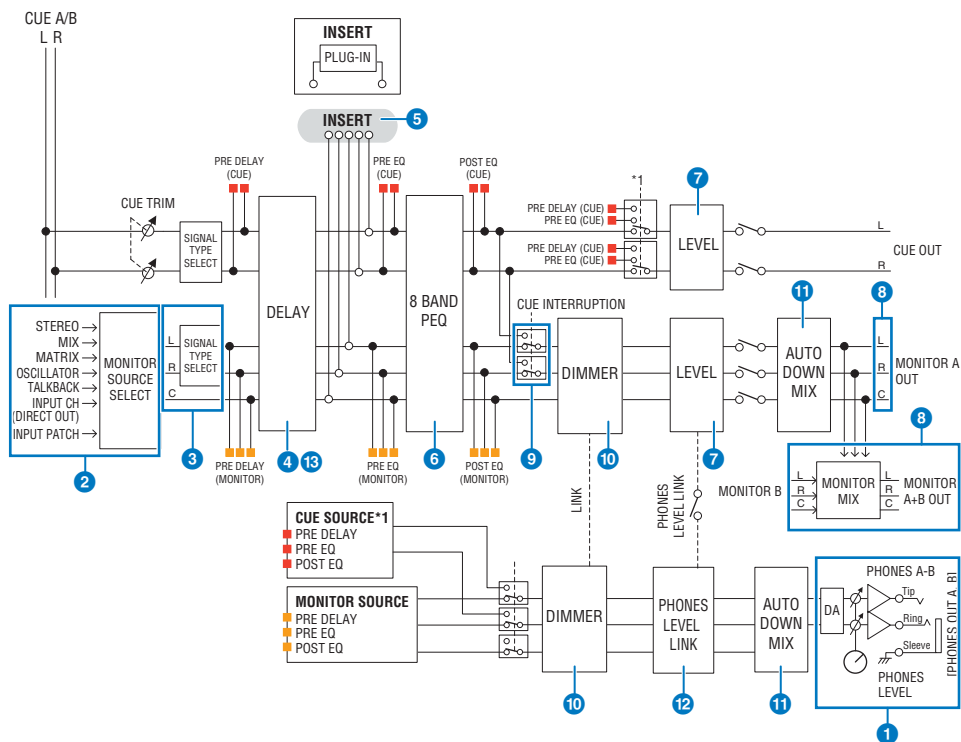 CUE A/B
L R
INSERT
PLUG-IN
INSERT
5
PRE DELAY
(CUE)
PRE EQ
(CUE)
POST EQ
(CUE)
*1
7
CUE TRIM
SIGNAL
TYPE
SELECT
PRE DELAY (CUE)
PRE EQ (CUE)
PRE DELAY (CUE)
PRE EQ (CUE)
LEVEL
L
R
CUE OUT
DELAY
8 BAND
PEQ
CUE INTERRUPTION
11
8
STEREO
MIX
MATRIX
OSCILLATOR
TALKBACK
INPUT CH
(DIRECT OUT)
INPUT PATCH
MONITOR
SOURCE
SELECT
L
R
C
SIGNAL
TYPE
SELECT
DIMMER
LEVEL
AUTO
DOWN
MIX
L
R
C
MONITOR A
OUT
2
3
PRE DELAY
(MONITOR)
4
13
PRE EQ
(MONITOR)
6
POST EQ
(MONITOR)
9
10
7
8
LINK
PHONES
LEVEL LINK
MONITOR B
L
R
C
MONITOR
MIX
L
R
C
MONITOR
A+B OUT
CUE SOURCE*1
PRE DELAY
PRE EQ
POST EQ
MONITOR SOURCE
PRE DELAY
PRE EQ
POST EQ
DIMMER
PHONES
LEVEL
LINK
AUTO
DOWN
MIX
DA
PHONES A-B
Tip
Ring
Sleeve
PHONES
LEVEL
[PHONES OUT A, B]
10
12
11
1